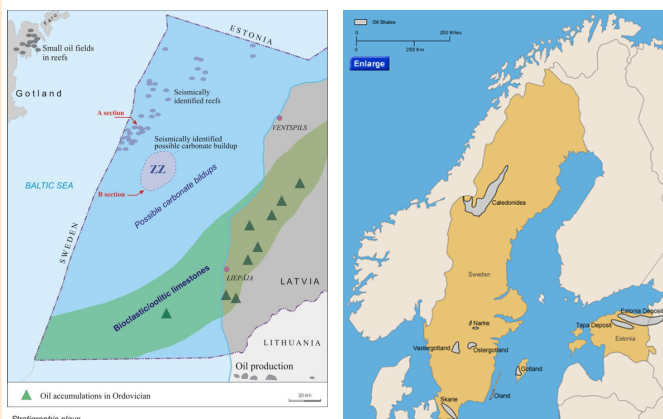 Faro
ESTONIA
Small oil fields
in reefs
Gotland
Seismically
identified reefs
A section
VENTSPILS
Seismically identified
possible carbonate buildup
ZZ
BALTIC SEA
B section
Possible carbonate bildups
SWEDEN
Bioclastic/oolitic limestones
LIEPĀJA
LATVIA
LITHUANIA
Oil production
Oil accumulations in Ordovician
20 km
Stratigraphic plays
Oil Shales
0
250 Miles
0
250 Km
Enlarge
Caledonides
Sweden
Narke
Vastergotland
Ostergotland
Gotland
Oland
Skane
Estonia Deposit
Tapa Deposit
Estonia